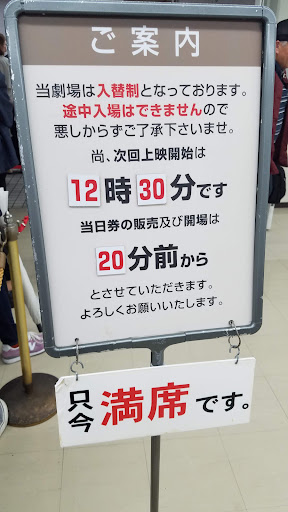 ご案内
当劇場は入替制となっております。
途中入場はできませんので
悪しからずご了承下さいませ。
尚、次回上映開始は
12時30分です
当日券の販売及び開場は
20分前から
とさせていただきます。
よろしくお願いいたします。
只今満席です。